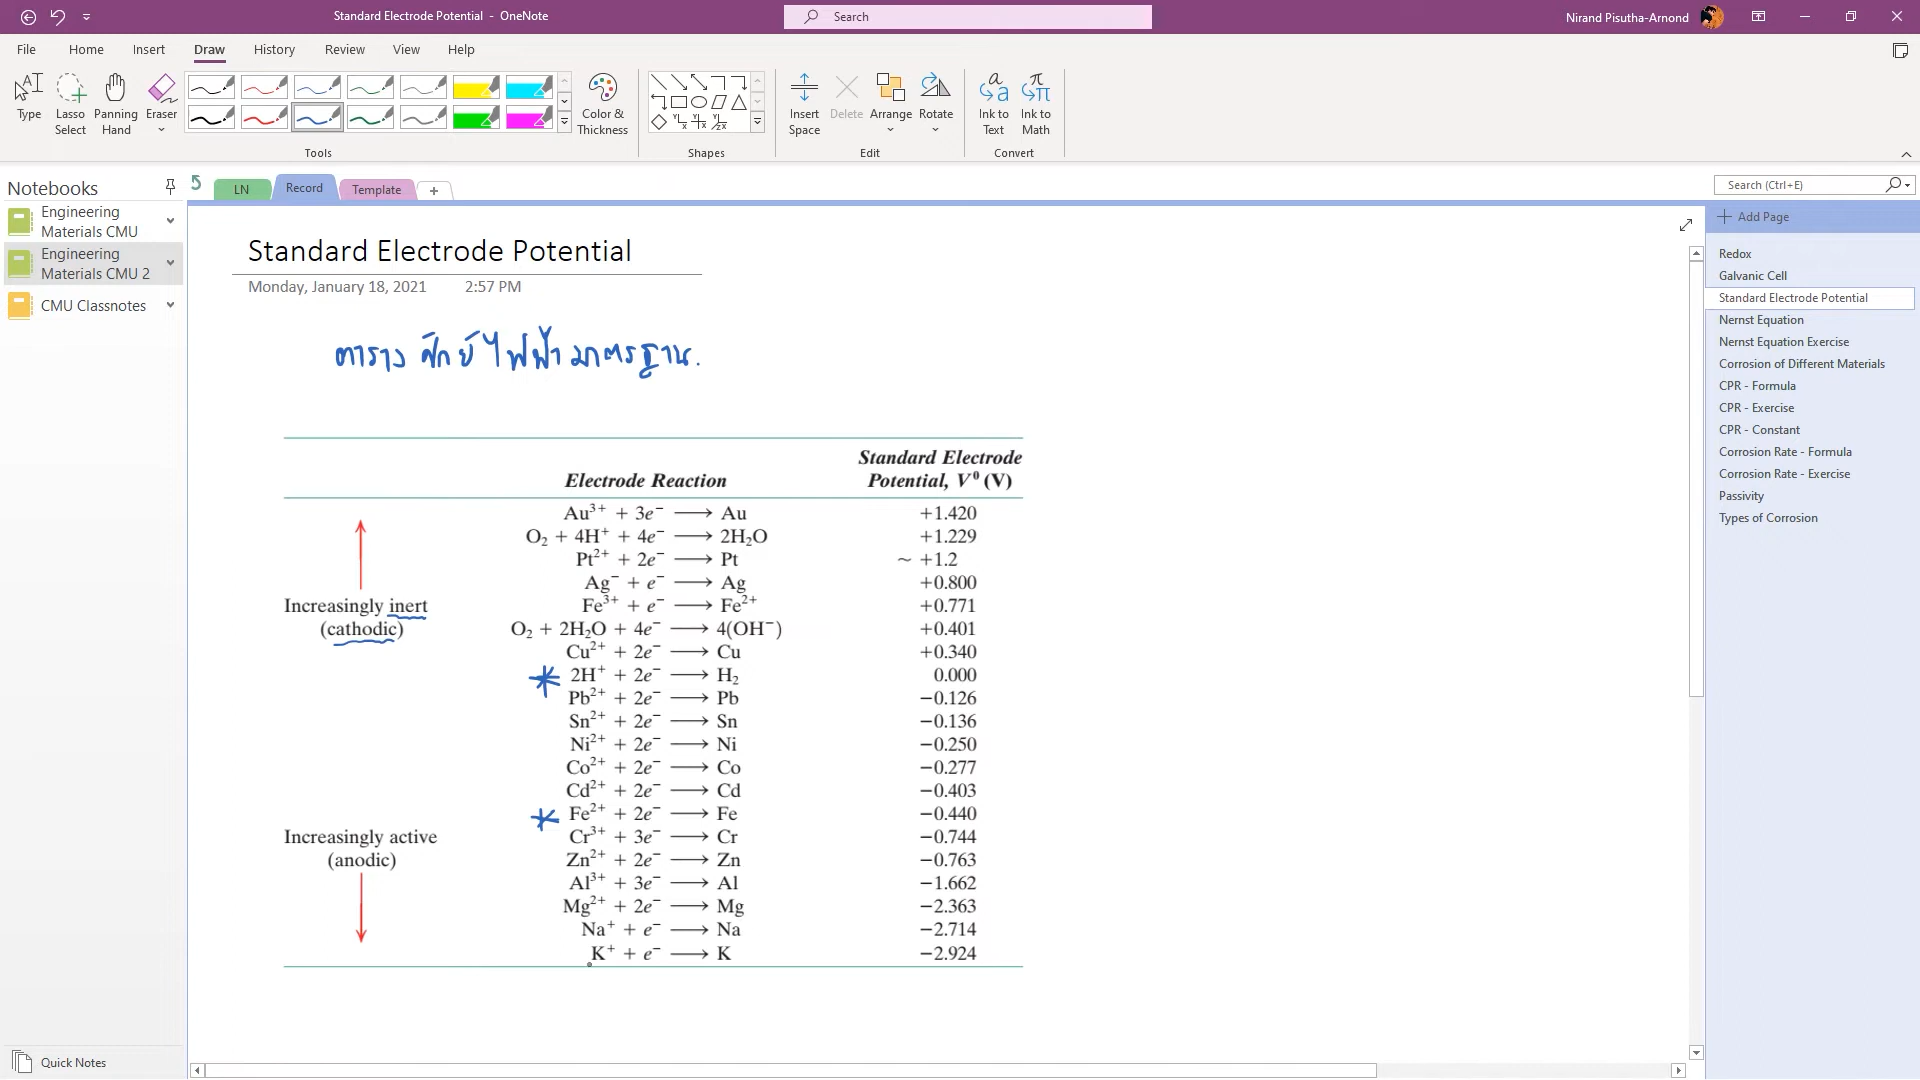 Standard Electrode Potential - OneNote
Search
Nirand Pisutha-Arnond
File Home Insert Draw History Review View Help
Type
Lasso Select
Panning Hand
Eraser
Color & Thickness
Insert Space
Delete
Arrange
Rotate
Ink to Text
Ink to Math
Tools
Shapes
Edit
Convert
Notebooks
Engineering Materials CMU
Engineering Materials CMU 2
CMU Classnotes
Quick Notes
LN Record Template +
Search (Ctrl+E)
Standard Electrode Potential
Monday, January 18, 2021 2:57 PM
ตาราง ศักย์ไฟฟ้ามาตรฐาน.
Electrode Reaction
Standard Electrode Potential, V⁰ (V)
Au³⁺ + 3e⁻ ⟶ Au +1.420
O₂ + 4H⁺ + 4e⁻ ⟶ 2H₂O +1.229
Pt²⁺ + 2e⁻ ⟶ Pt ~ +1.2
Ag⁻ + e⁻ ⟶ Ag +0.800
Fe³⁺ + e⁻ ⟶ Fe²⁺ +0.771
O₂ + 2H₂O + 4e⁻ ⟶ 4(OH⁻) +0.401
Cu²⁺ + 2e⁻ ⟶ Cu +0.340
2H⁺ + 2e⁻ ⟶ H₂ 0.000
Pb²⁺ + 2e⁻ ⟶ Pb −0.126
Sn²⁺ + 2e⁻ ⟶ Sn −0.136
Ni²⁺ + 2e⁻ ⟶ Ni −0.250
Co²⁺ + 2e⁻ ⟶ Co −0.277
Cd²⁺ + 2e⁻ ⟶ Cd −0.403
Fe²⁺ + 2e⁻ ⟶ Fe −0.440
Cr³⁺ + 3e⁻ ⟶ Cr −0.744
Zn²⁺ + 2e⁻ ⟶ Zn −0.763
Al³⁺ + 3e⁻ ⟶ Al −1.662
Mg²⁺ + 2e⁻ ⟶ Mg −2.363
Na⁺ + e⁻ ⟶ Na −2.714
K⁺ + e⁻ ⟶ K −2.924
Increasingly inert
(cathodic)
Increasingly active
(anodic)
Add Page
Redox
Galvanic Cell
Standard Electrode Potential
Nernst Equation
Nernst Equation Exercise
Corrosion of Different Materials
CPR - Formula
CPR - Exercise
CPR - Constant
Corrosion Rate - Formula
Corrosion Rate - Exercise
Passivity
Types of Corrosion